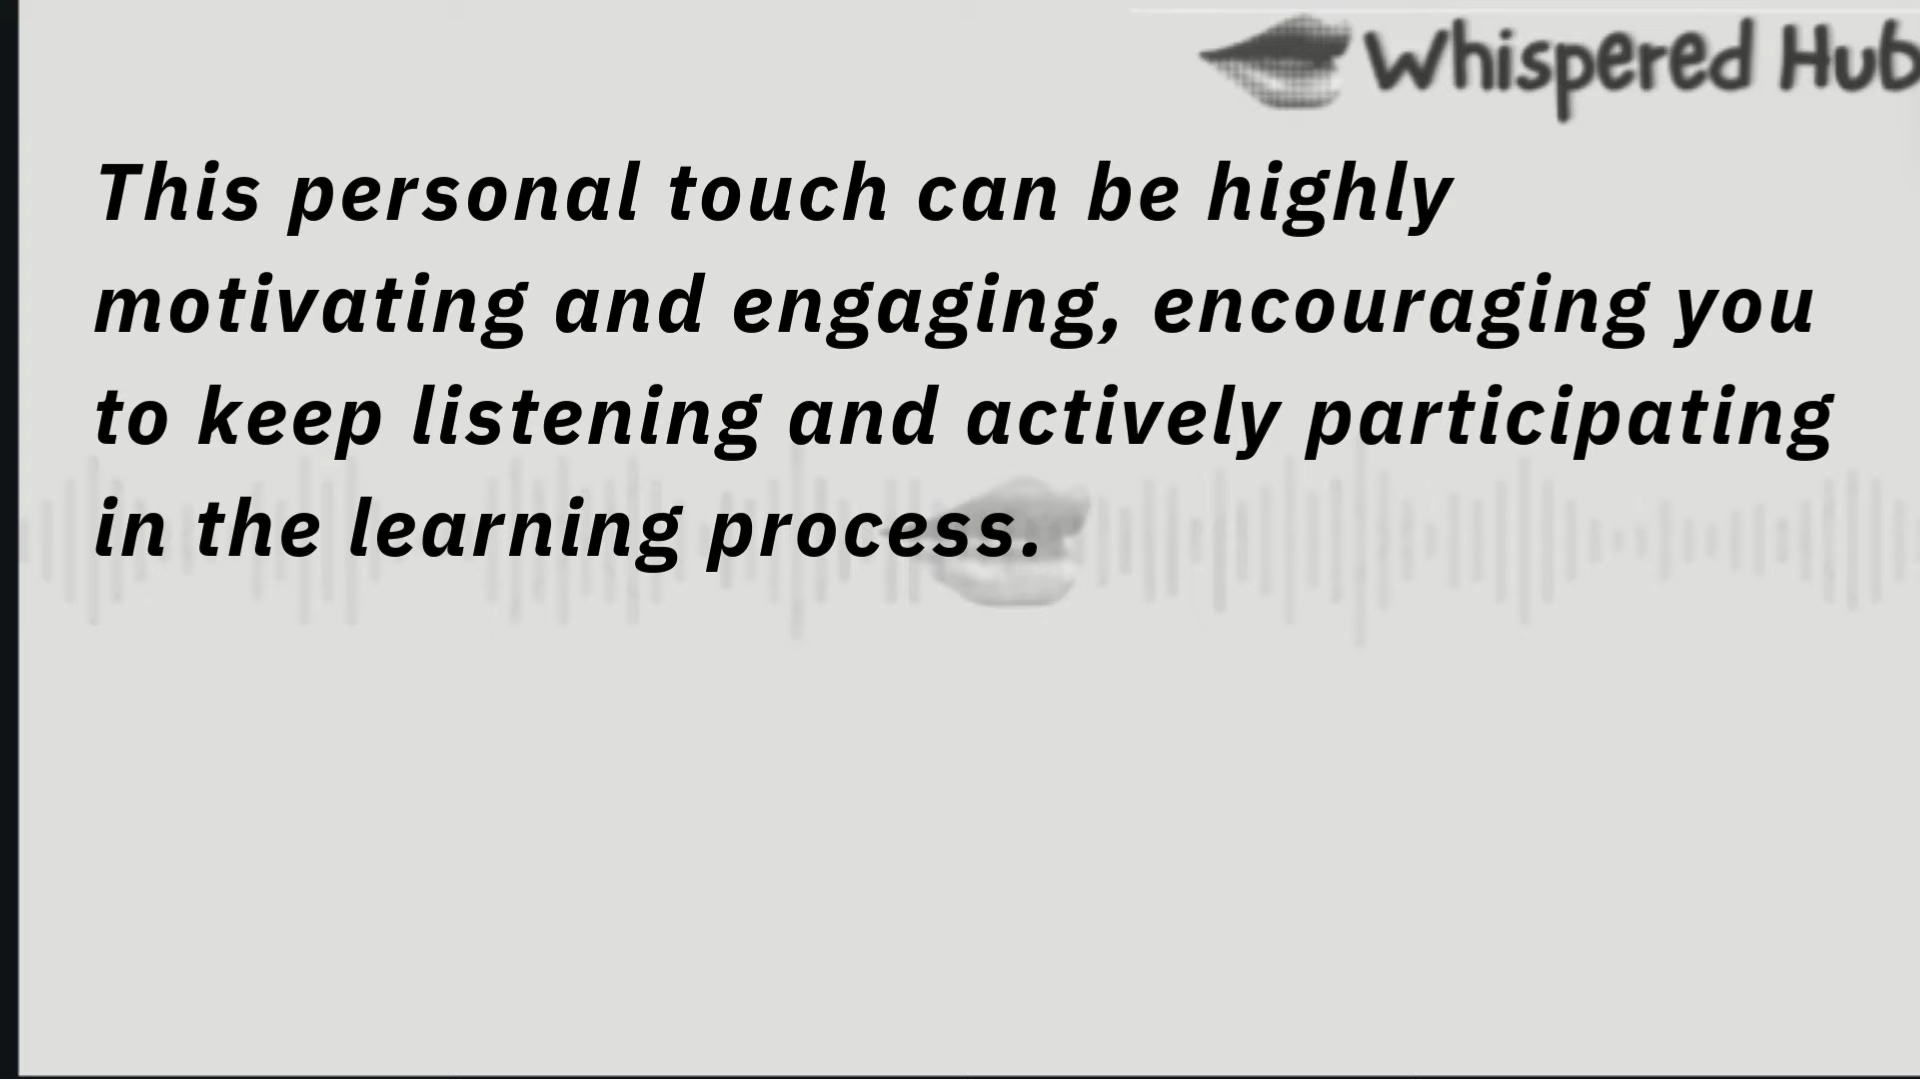 Whispered Hub
This personal touch can be highly
motivating and engaging, encouraging you
to keep listening and actively participating
in the learning process.